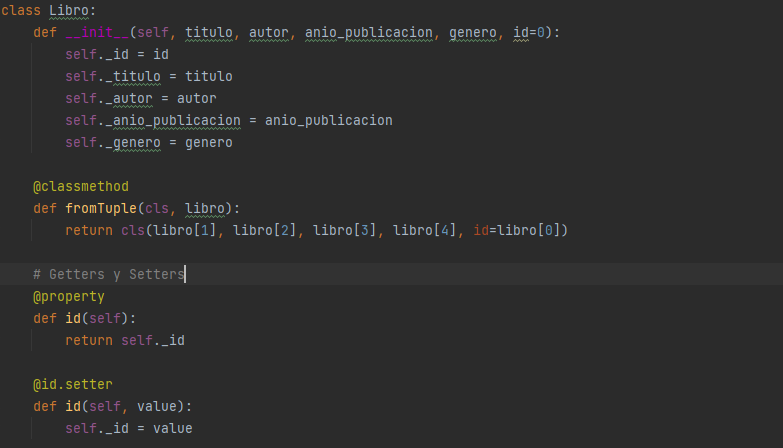 class Libro:
    def __init__(self, titulo, autor, anio_publicacion, genero, id=0):
        self._id = id
        self._titulo = titulo
        self._autor = autor
        self._anio_publicacion = anio_publicacion
        self._genero = genero

    @classmethod
    def fromTuple(cls, libro):
        return cls(libro[1], libro[2], libro[3], libro[4], id=libro[0])

    # Getters y Setters
    @property
    def id(self):
        return self._id

    @id.setter
    def id(self, value):
        self._id = value